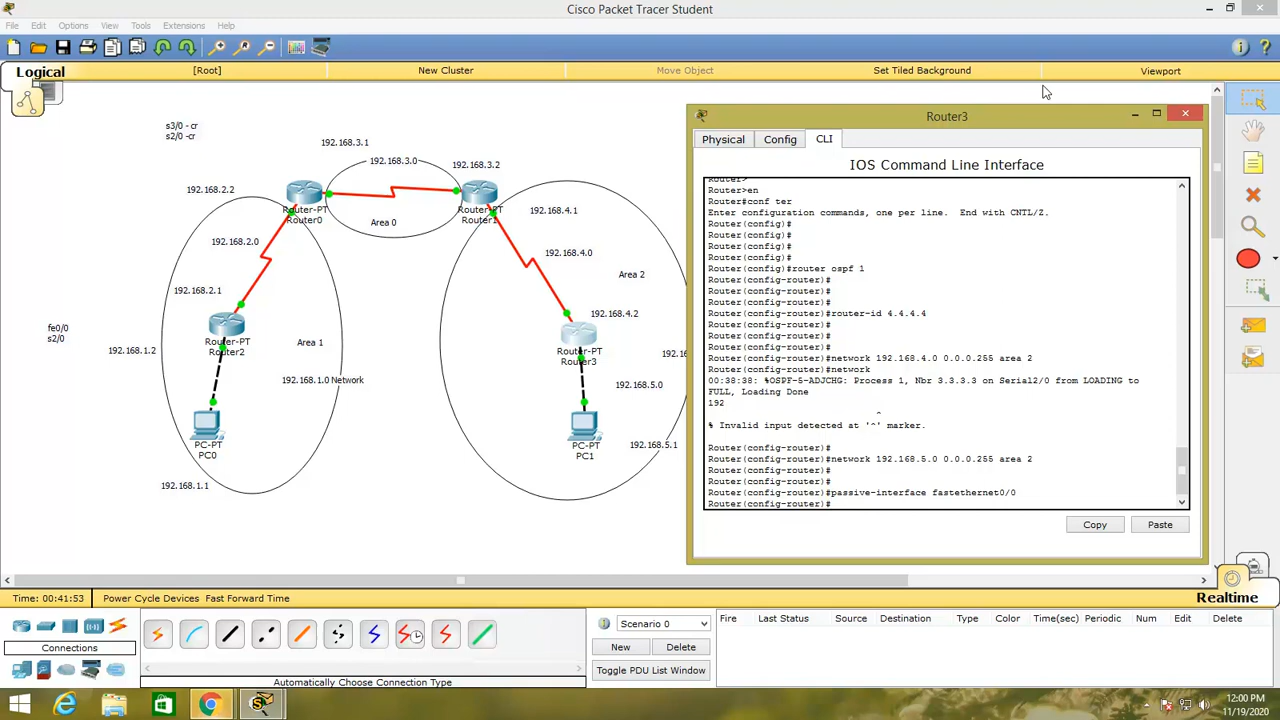 Cisco Packet Tracer Student
File Edit Options View Tools Extensions Help
Logical
[Root]
New Cluster
Move Object
Set Tiled Background
Viewport
s3/0 - cr
s2/0 -cr
192.168.3.1
192.168.3.0
192.168.3.2
192.168.2.2
Router-PT
Router0
Router-PT
Router1
192.168.4.1
Area 0
192.168.2.0
192.168.4.0
Area 2
192.168.2.1
192.168.4.2
fe0/0
s2/0
192.168.1.2
Router-PT
Router2
Area 1
Router-PT
Router3
192.16
192.168.1.0 Network
192.168.5.0
PC-PT
PC0
PC-PT
PC1
192.168.5.1
192.168.1.1
Router3
Physical
Config
CLI
IOS Command Line Interface
Router>
Router>en
Router#conf ter
Enter configuration commands, one per line.  End with CNTL/Z.
Router(config)#
Router(config)#
Router(config)#
Router(config)#
Router(config)#router ospf 1
Router(config-router)#
Router(config-router)#
Router(config-router)#
Router(config-router)#router-id 4.4.4.4
Router(config-router)#
Router(config-router)#
Router(config-router)#
Router(config-router)#network 192.168.4.0 0.0.0.255 area 2
Router(config-router)#network
00:38:38: %OSPF-5-ADJCHG: Process 1, Nbr 3.3.3.3 on Serial2/0 from LOADING to
FULL, Loading Done
192
^
% Invalid input detected at '^' marker.
Router(config-router)#
Router(config-router)#network 192.168.5.0 0.0.0.255 area 2
Router(config-router)#
Router(config-router)#
Router(config-router)#passive-interface fastethernet0/0
Router(config-router)#
Copy
Paste
Time: 00:41:53
Power Cycle Devices Fast Forward Time
Realtime
Connections
Automatically Choose Connection Type
Scenario 0
New
Delete
Toggle PDU List Window
Fire Last Status Source Destination Type Color Time(sec) Periodic Num Edit Delete
12:00 PM
11/19/2020